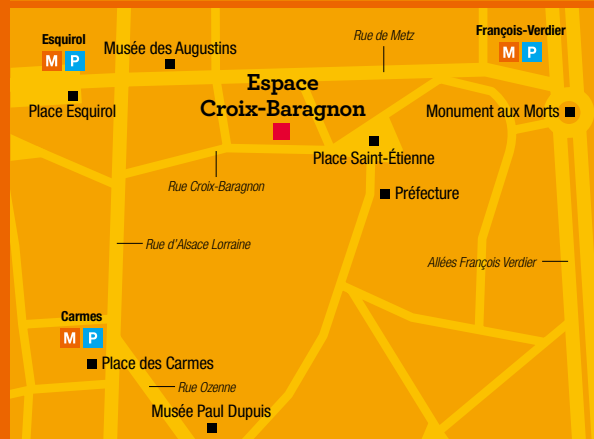 Esquirol
M P
Musée des Augustins
Rue de Metz
François-Verdier
M P
Place Esquirol
Espace
Croix-Baragnon
Monument aux Morts
Place Saint-Étienne
Rue Croix-Baragnon
Préfecture
Rue d'Alsace Lorraine
Allées François Verdier
Carmes
M P
Place des Carmes
Rue Ozenne
Musée Paul Dupuis